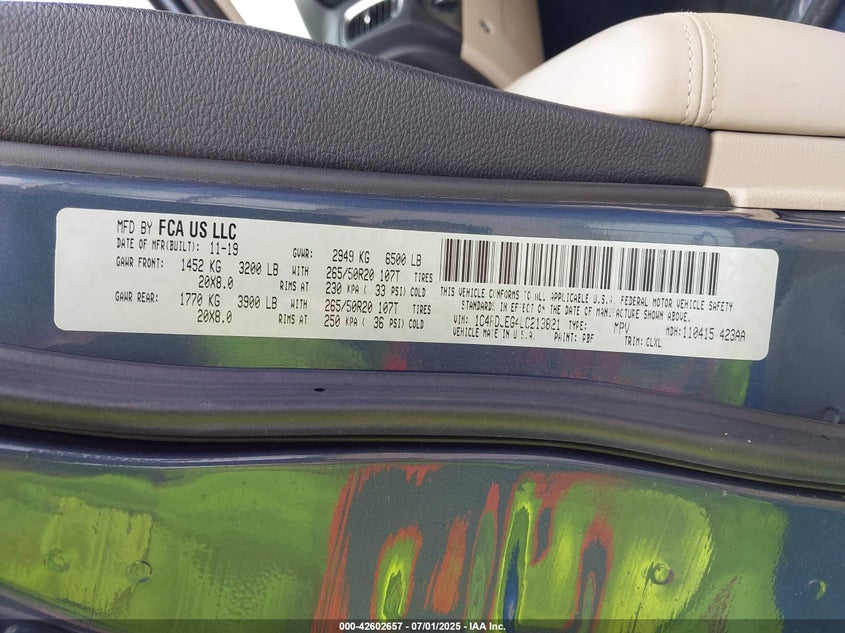 MFD BY FCA US LLC
DATE OF MFR(BUILT): 11-19 GVWR: 2949 KG 6500 LB
GAWR FRONT: 1452 KG 3200 LB WITH 265/50R20 107T TIRES
20X8.0 RIMS AT 230 KPA ( 33 PSI) COLD
GAWR REAR: 1770 KG 3900 LB WITH 265/50R20 107T TIRES
20X8.0 RIMS AT 250 KPA ( 36 PSI) COLD
THIS VEHICLE CONFORMS TO ALL APPLICABLE U.S.A. FEDERAL MOTOR VEHICLE SAFETY
STANDARDS IN EFFECT ON THE DATE OF MANUFACTURE SHOWN ABOVE.
VIN: TYPE: MPV MDH: 110415 423AA
VEHICLE MADE IN U.S.A. PAINT: PBF TRIM: CLXL
000-42602657 - 07/01/2025 - IAA Inc.